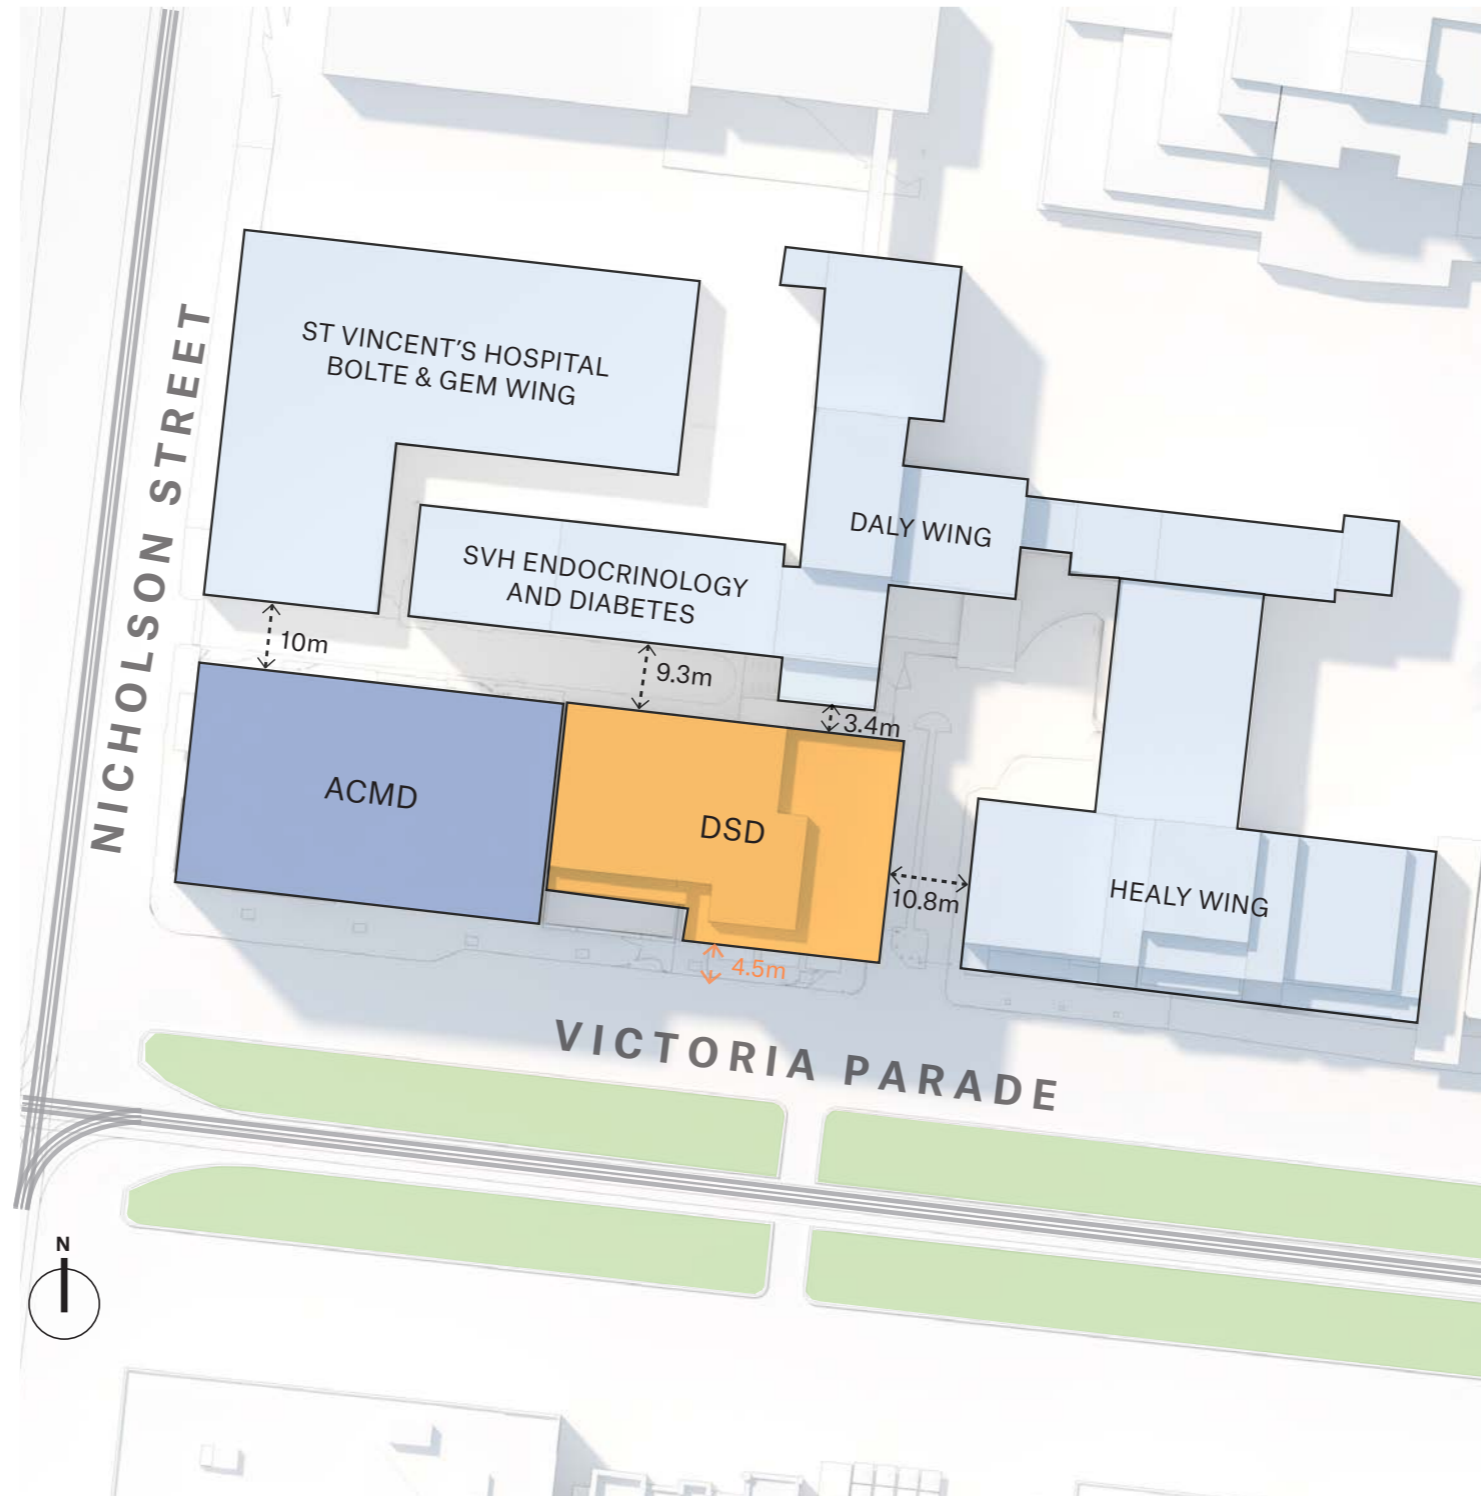 ST VINCENT'S HOSPITAL
BOLTE & GEM WING
NICHOLSON STREET
DALY WING
SVH ENDOCRINOLOGY
AND DIABETES
10m
9.3m
3.4m
ACMD
DSD
10.8m
HEALY WING
4.5m
VICTORIA PARADE
N